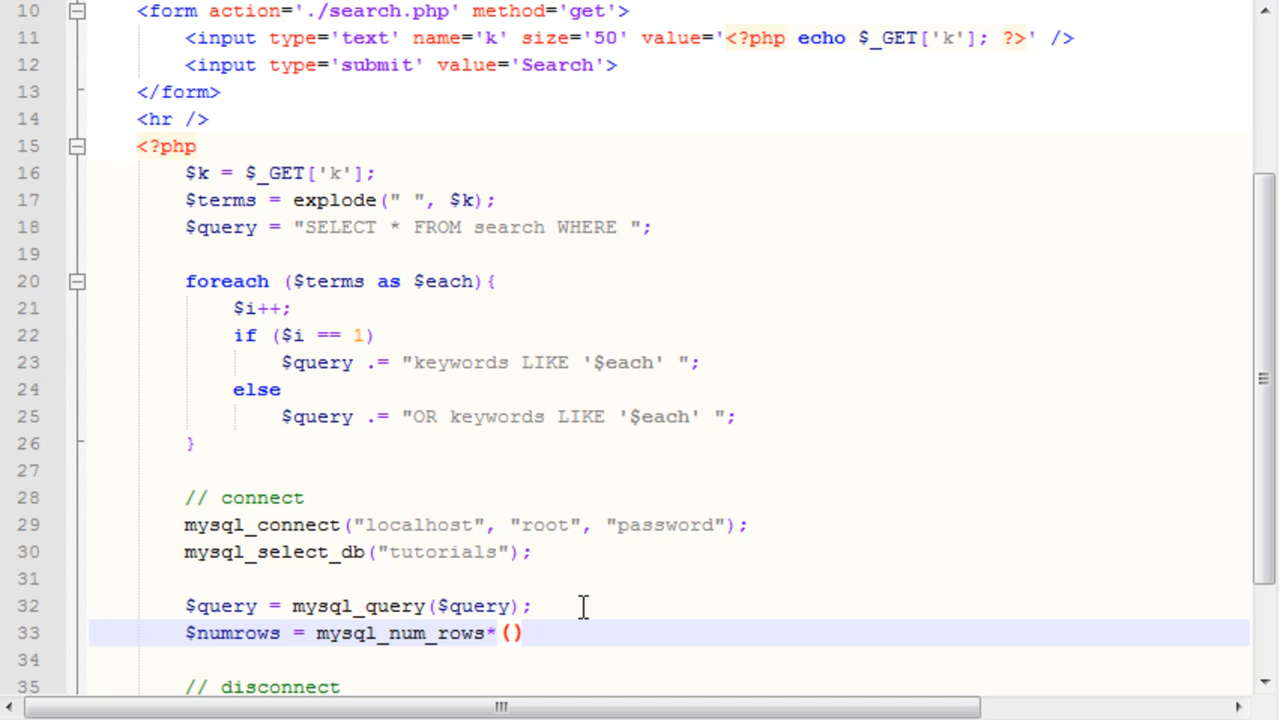 10 <form action='./search.php' method='get'>
11 <input type='text' name='k' size='50' value='<?php echo $_GET['k']; ?>' />
12 <input type='submit' value='Search'>
13 </form>
14 <hr />
15 <?php
16 $k = $_GET['k'];
17 $terms = explode(" ", $k);
18 $query = "SELECT * FROM search WHERE ";
19
20 foreach ($terms as $each){
21 $i++;
22 if ($i == 1)
23 $query .= "keywords LIKE '$each' ";
24 else
25 $query .= "OR keywords LIKE '$each' ";
26 }
27
28 // connect
29 mysql_connect("localhost", "root", "password");
30 mysql_select_db("tutorials");
31
32 $query = mysql_query($query);
33 $numrows = mysql_num_rows*()
34
35 // disconnect